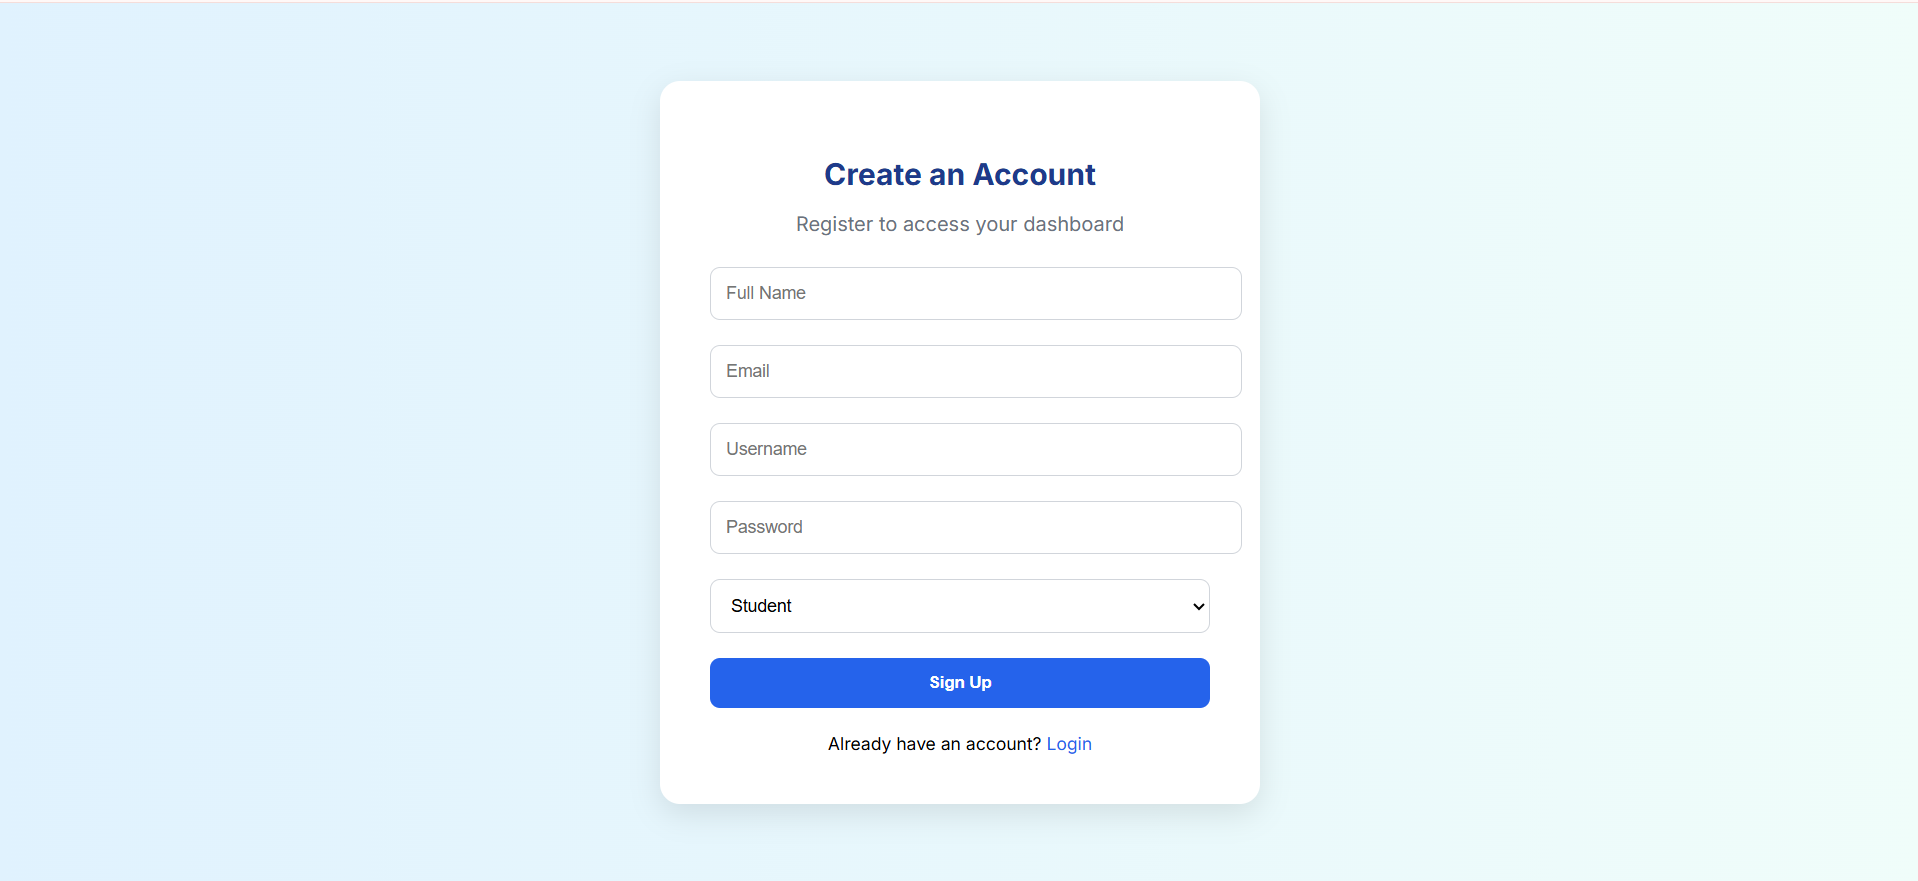 Create an Account
Register to access your dashboard
Full Name
Email
Username
Password
Student
Sign Up
Already have an account? Login